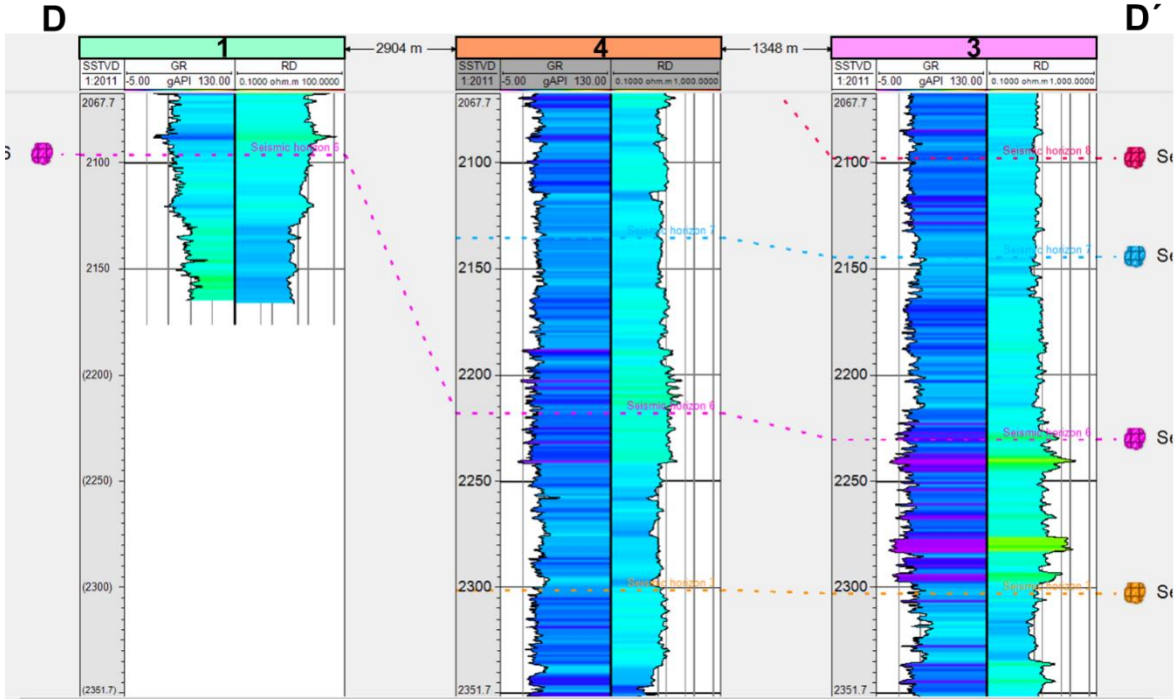 D D´
1 2904 m 4 1348 m 3
SSTVD GR RD SSTVD GR RD SSTVD GR RD
1:2011 -5.00 gAPI 130.00 0.1000 ohm.m 100.0000 1:2011 -5.00 gAPI 130.00 0.1000 ohm.m 1,000.0000 1:2011 -5.00 gAPI 130.00 0.1000 ohm.m 1,000.0000
2067.7 2067.7 2067.7
Seismic horizon 6 Seismic horizon 8 Se
2100 2100 2100
Seismic horizon 7 Seismic horizon 7 Se
2150 2150 2150
(2200) 2200 2200
Seismic horizon 6 Seismic horizon 6 Se
(2250) 2250 2250
(2300) 2300 Seismic horizon 2300 Seismic horizon Se
(2351.7) 2351.7 2351.7